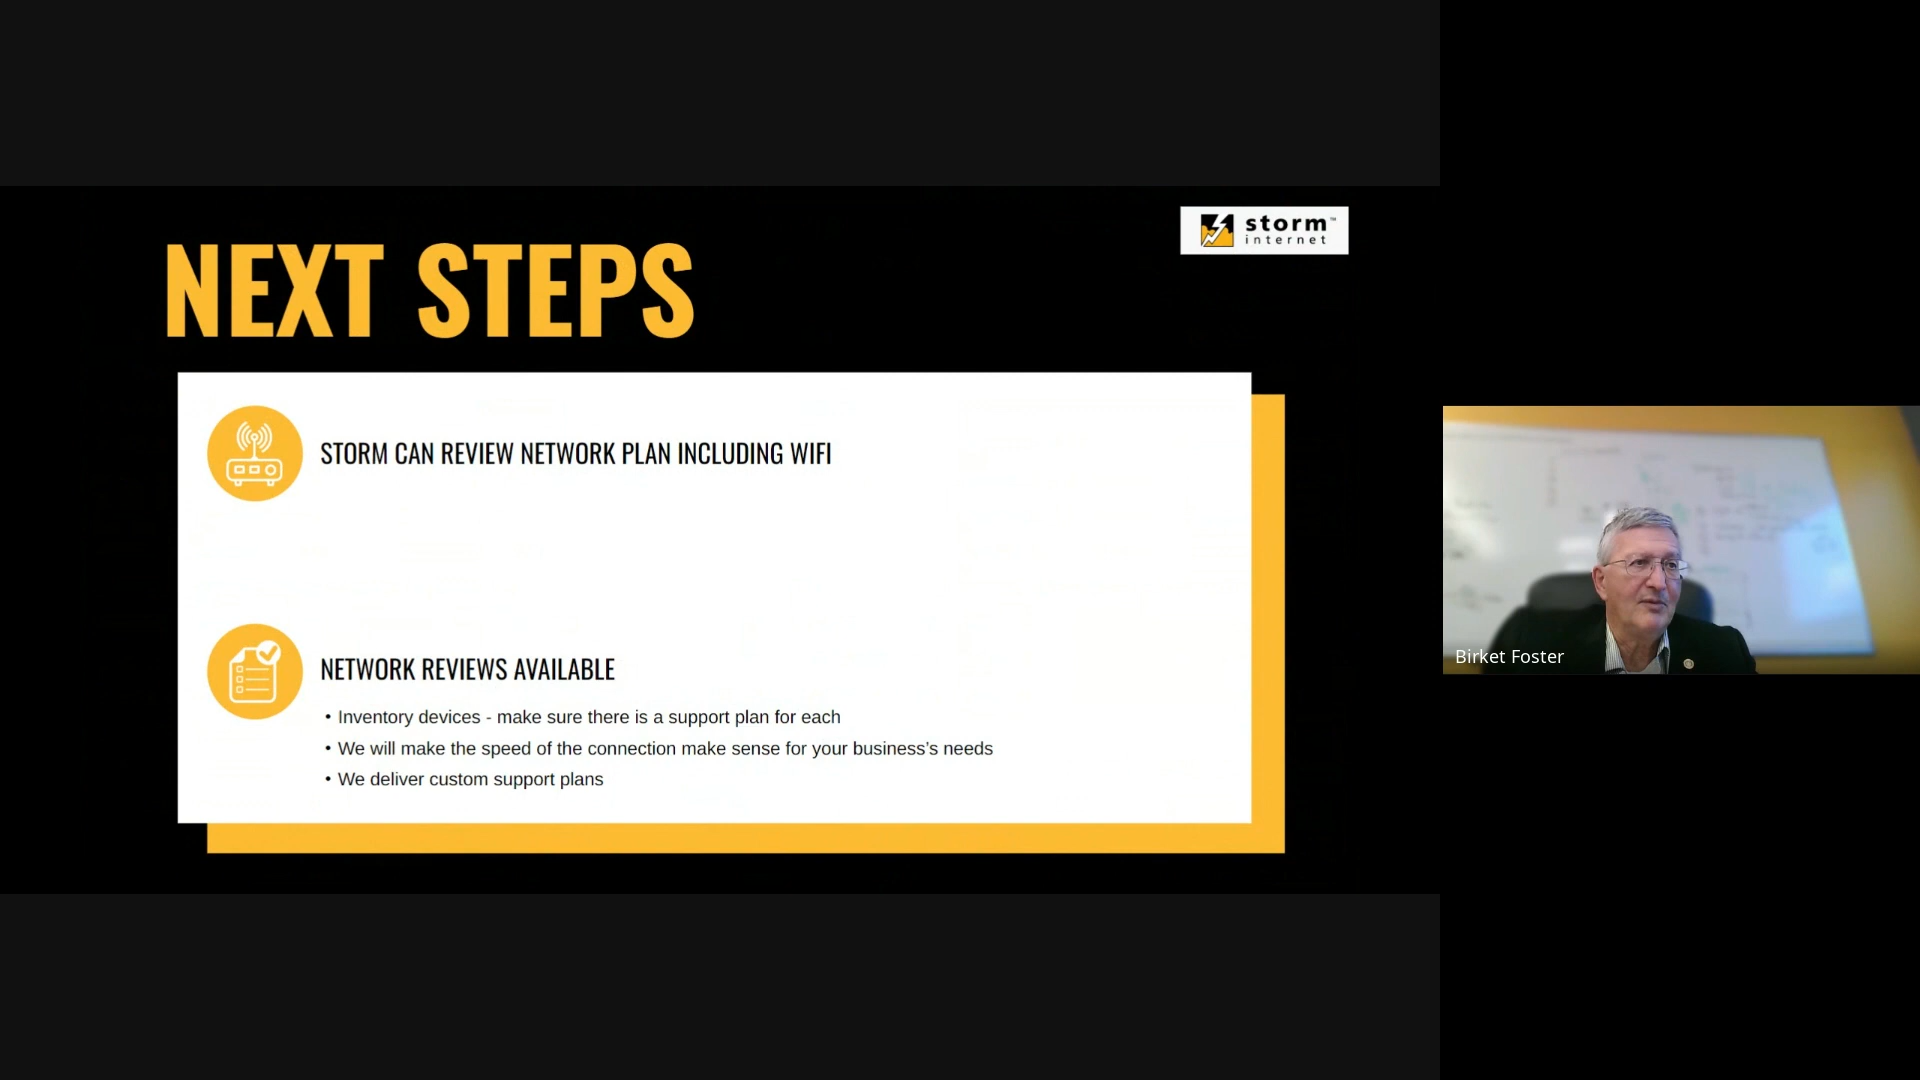 storm™
internet
NEXT STEPS
STORM CAN REVIEW NETWORK PLAN INCLUDING WIFI
NETWORK REVIEWS AVAILABLE
• Inventory devices - make sure there is a support plan for each
• We will make the speed of the connection make sense for your business’s needs
• We deliver custom support plans
Birket Foster